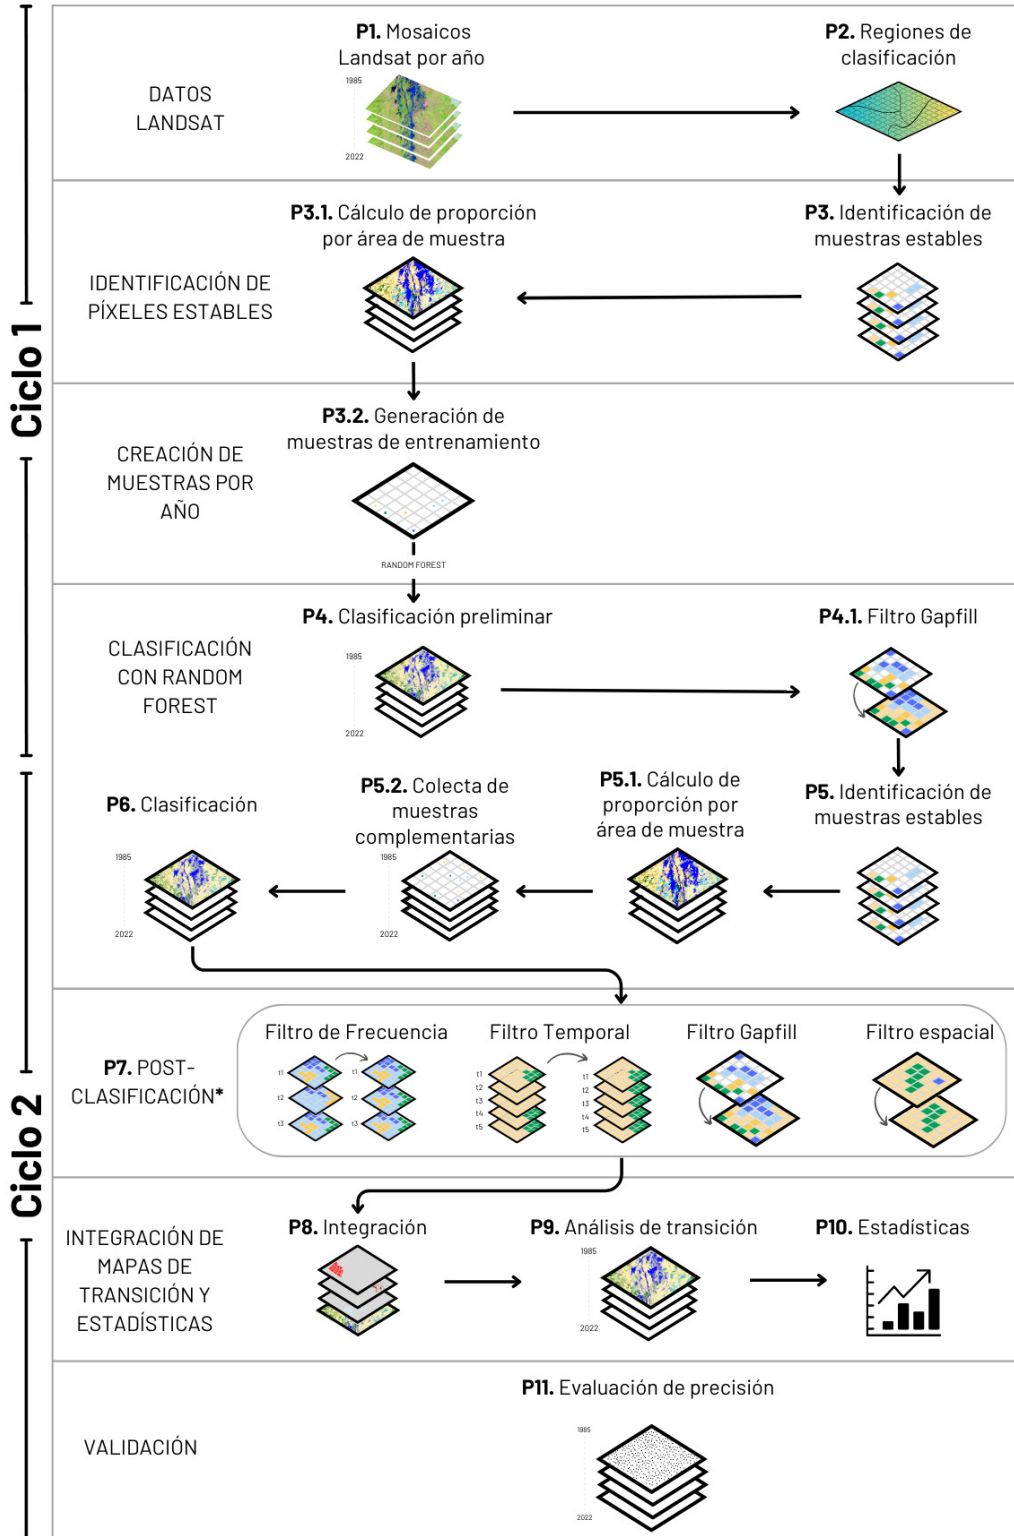 Ciclo 1
DATOS
LANDSAT
P1. Mosaicos
Landsat por año
1985
2022
P2. Regiones de
clasificación
IDENTIFICACIÓN DE
PÍXELES ESTABLES
P3.1. Cálculo de proporción
por área de muestra
P3. Identificación de
muestras estables
CREACIÓN DE
MUESTRAS POR
AÑO
P3.2. Generación de
muestras de entrenamiento
RANDOM FOREST
CLASIFICACIÓN
CON RANDOM
FOREST
P4. Clasificación preliminar
1985
2022
P4.1. Filtro Gapfill
Ciclo 2
P6. Clasificación
1985
2022
P5.2. Colecta de
muestras
complementarias
1985
2022
P5.1. Cálculo de
proporción por
área de muestra
P5. Identificación de
muestras estables
P7. POST-
CLASIFICACIÓN*
Filtro de Frecuencia
t1
t2
t3
t1
t2
t3
Filtro Temporal
t1
t2
t3
t4
t5
t1
t2
t3
t4
t5
Filtro Gapfill
Filtro espacial
INTEGRACIÓN DE
MAPAS DE
TRANSICIÓN Y
ESTADÍSTICAS
P8. Integración
P9. Análisis de transición
1985
2022
P10. Estadísticas
VALIDACIÓN
P11. Evaluación de precisión
1985
2022